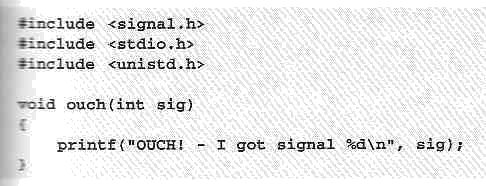 #include <signal.h>
#include <stdio.h>
#include <unistd.h>
void ouch(int sig)
{
printf("OUCH! - I got signal %d\n", sig);
}